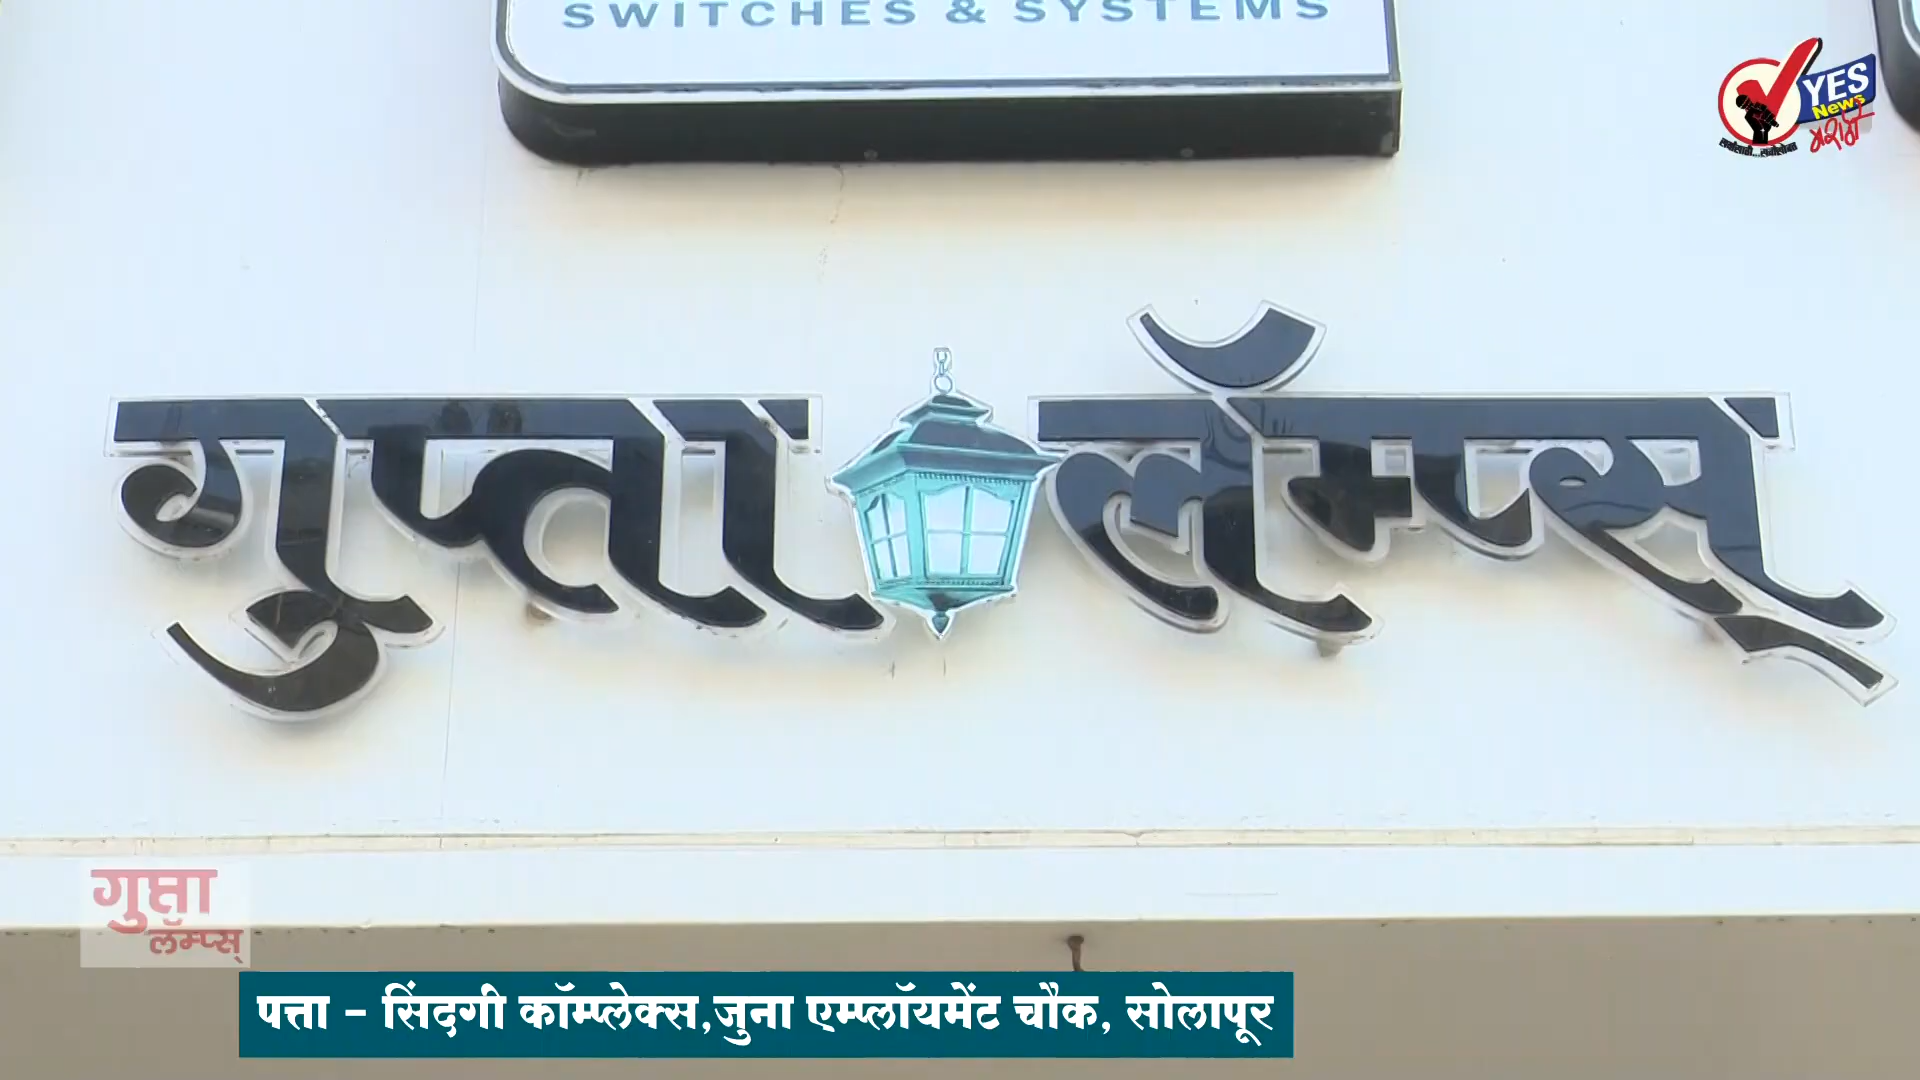 SWITCHES & SYSTEMS
YES
News
मराठी
गुप्ता लॅम्प्स्
गुप्ता
लॅम्प्स्
पत्ता - सिंदगी कॉम्प्लेक्स,जुना एम्प्लॉयमेंट चौक, सोलापूर